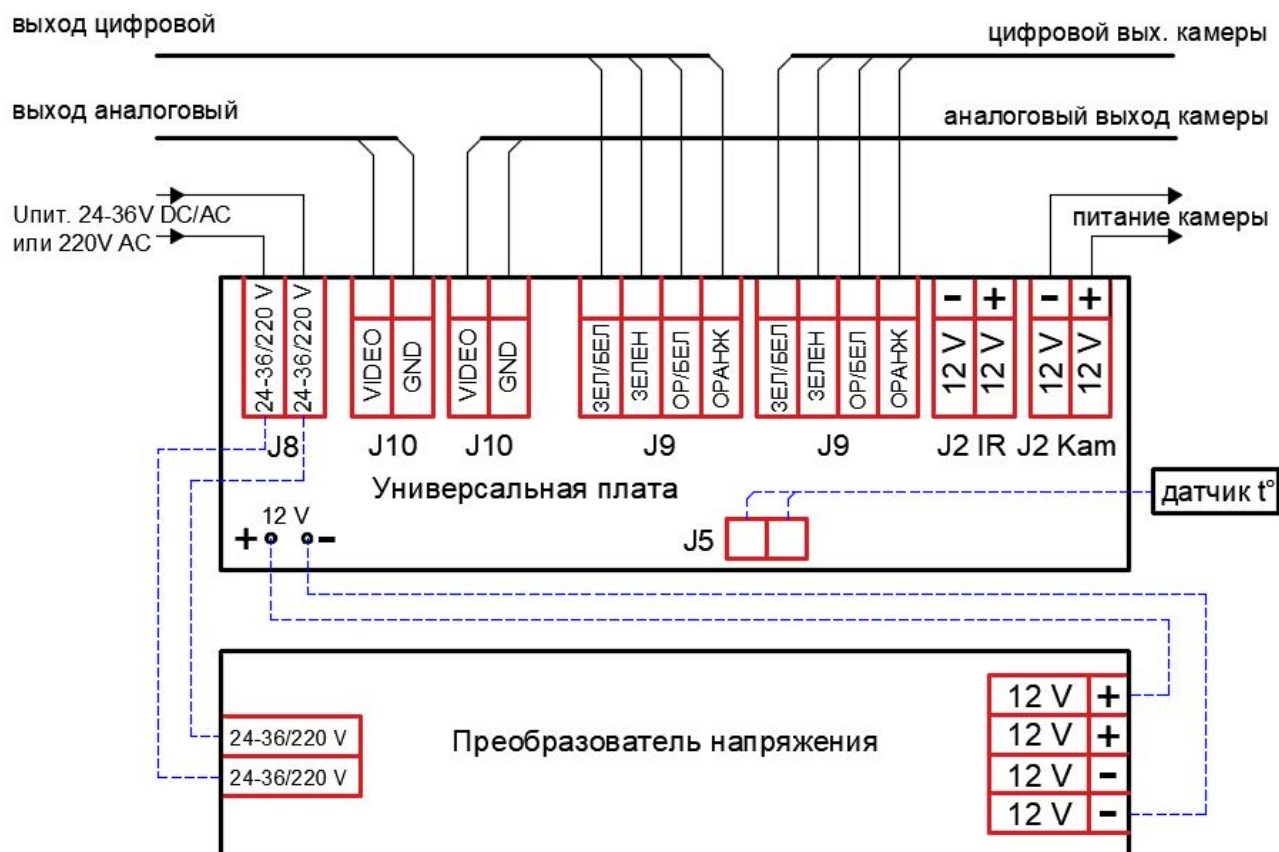 выход цифровой
цифровой вых. камеры
выход аналоговый
аналоговый выход камеры
Uпит. 24-36V DC/AC
или 220V AC
питание камеры
24-36/220 V
24-36/220 V
VIDEO
GND
VIDEO
GND
ЗЕЛ/БЕЛ
ЗЕЛЕН
ОР/БЕЛ
ОРАНЖ
ЗЕЛ/БЕЛ
ЗЕЛЕН
ОР/БЕЛ
ОРАНЖ
- 12 V
+ 12 V
- 12 V
+ 12 V
J8
J10
J10
J9
J9
J2 IR
J2 Kam
Универсальная плата
датчик t°
12 V
+ -
J5
12 V +
12 V +
12 V -
12 V -
24-36/220 V
24-36/220 V
Преобразователь напряжения